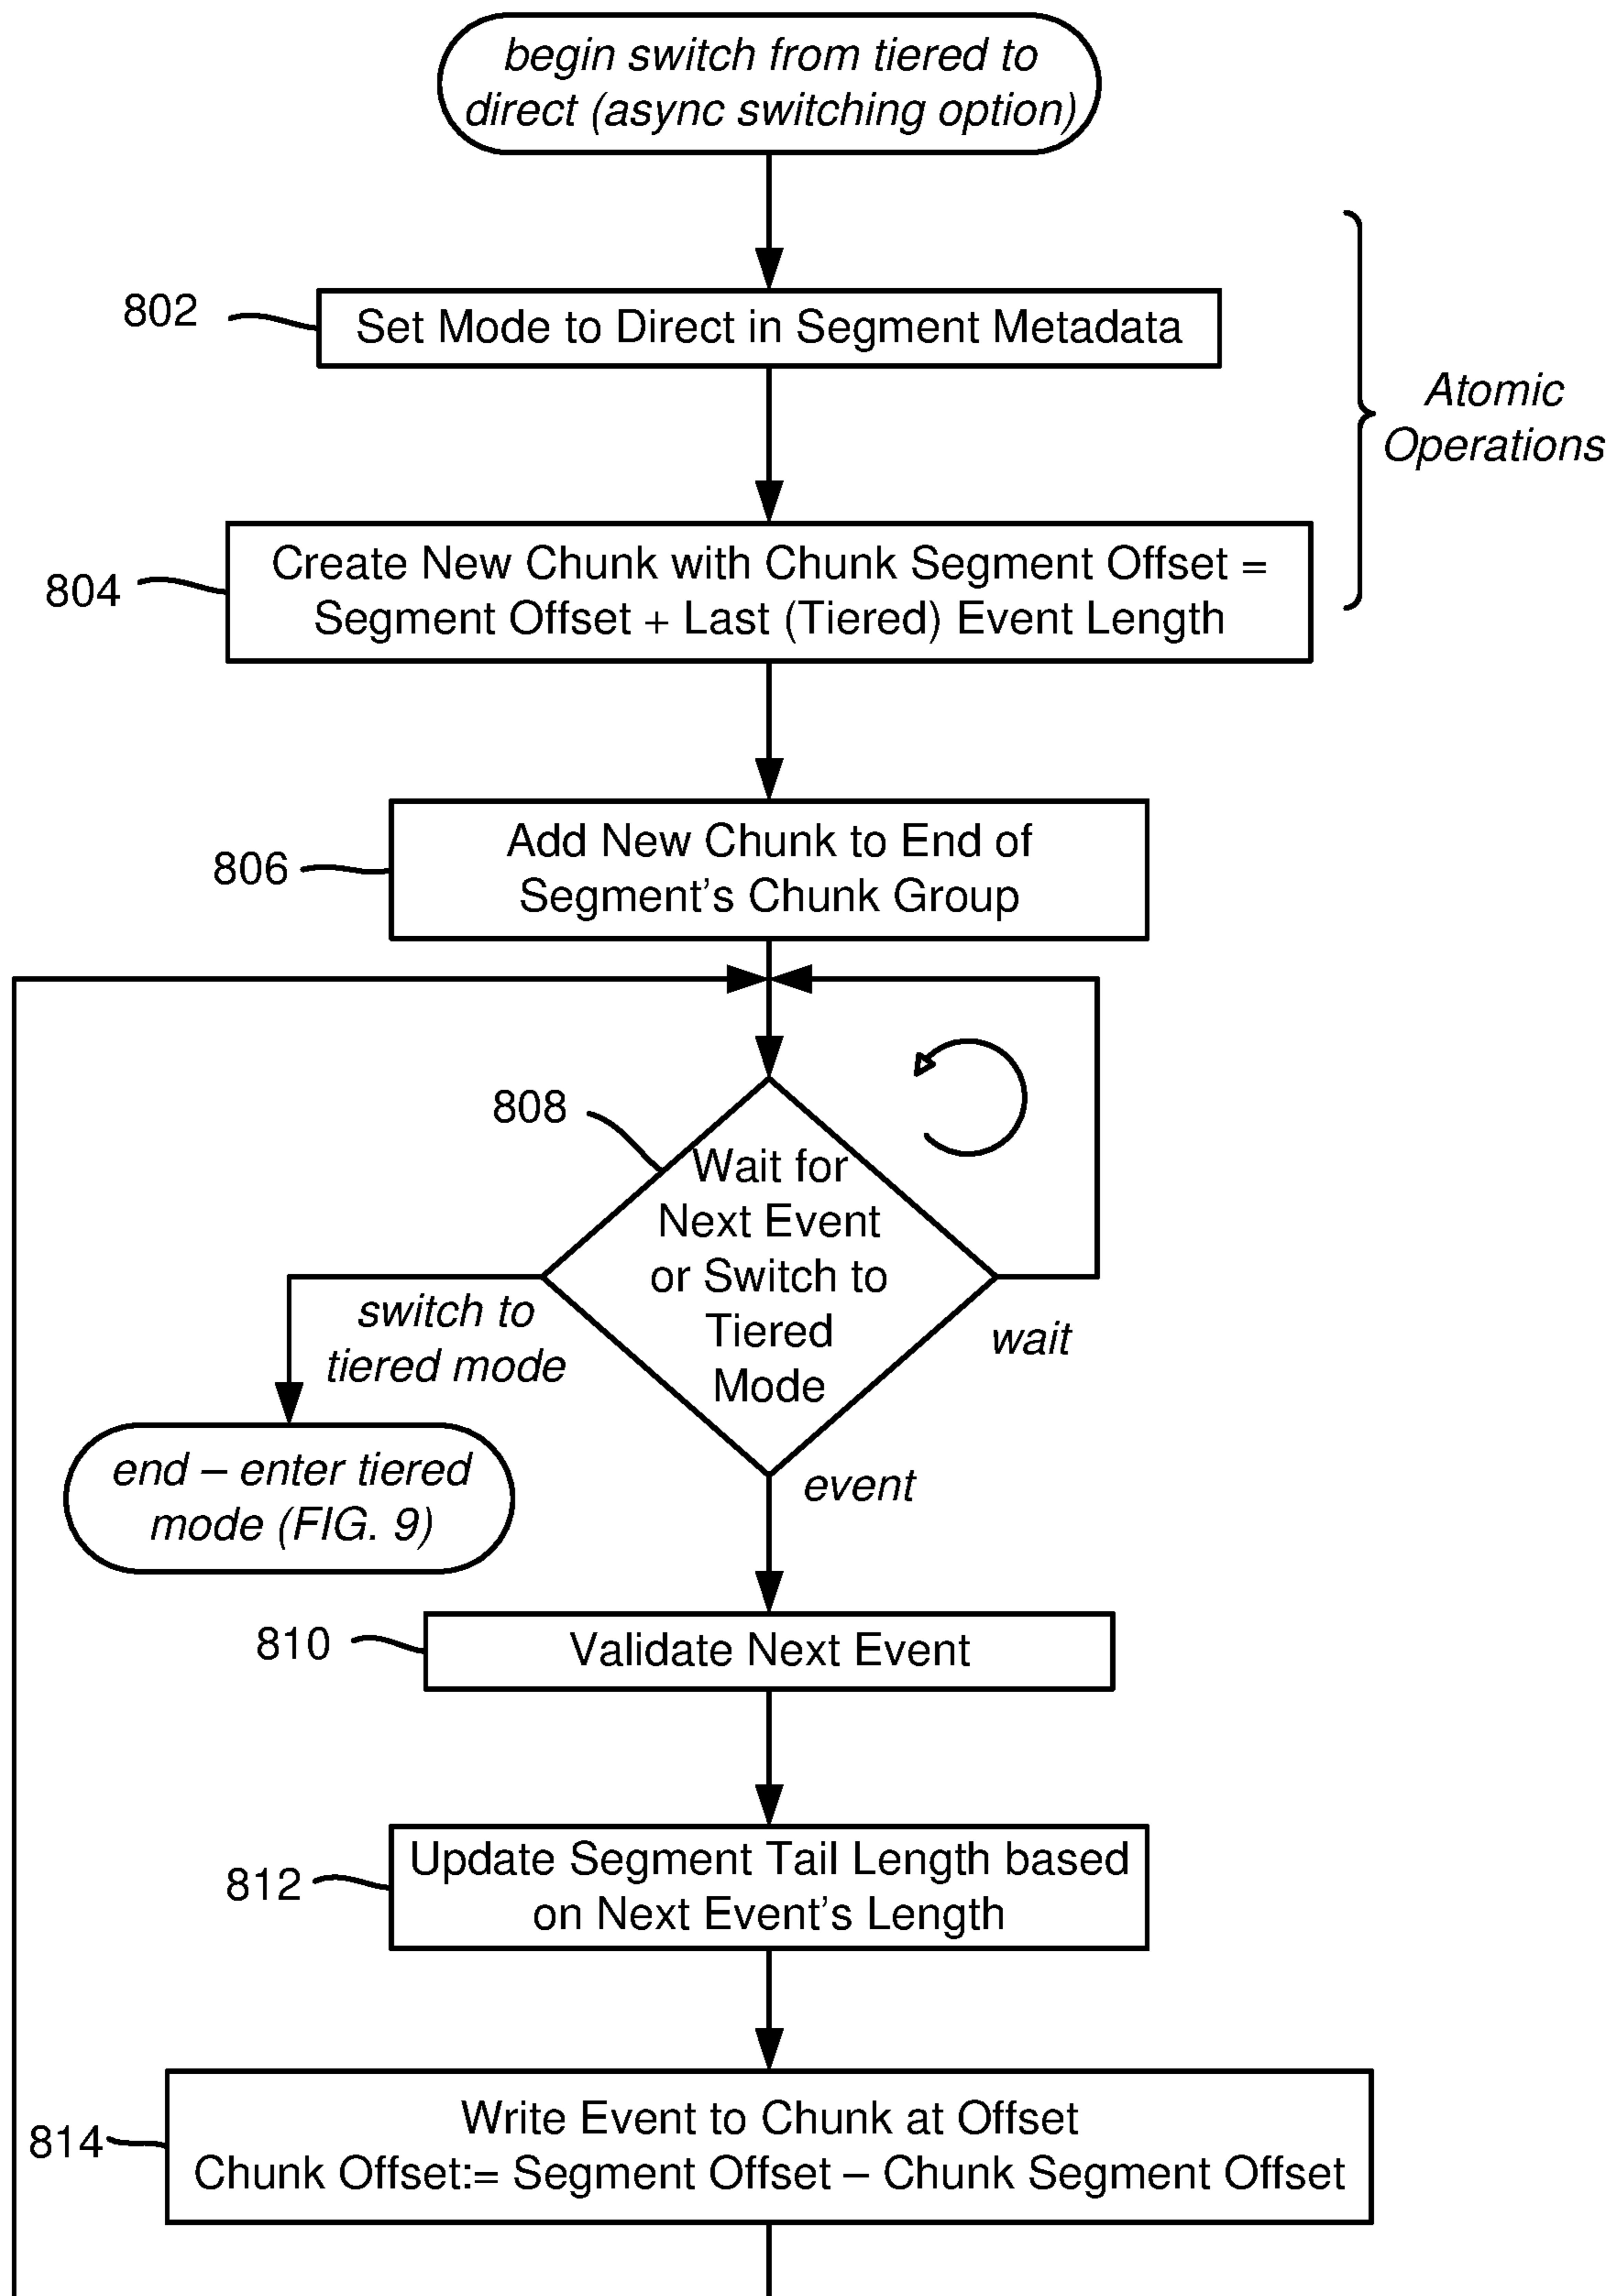 begin switch from tiered to
direct (async switching option)
802
Set Mode to Direct in Segment Metadata
Atomic
Operations
804
Create New Chunk with Chunk Segment Offset =
Segment Offset + Last (Tiered) Event Length
806
Add New Chunk to End of
Segment's Chunk Group
808
Wait for
Next Event
or Switch to
Tiered
Mode
switch to
tiered mode
wait
end – enter tiered
mode (FIG. 9)
event
810
Validate Next Event
812
Update Segment Tail Length based
on Next Event's Length
814
Write Event to Chunk at Offset
Chunk Offset:= Segment Offset – Chunk Segment Offset